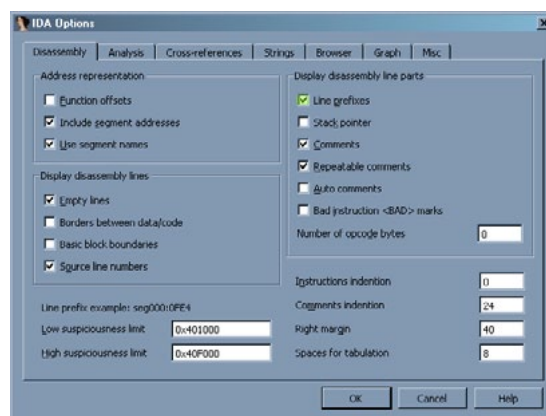 IDA Options
Disassembly Analysis Cross-references Strings Browser Graph Misc
Address representation
Function offsets
Include segment addresses
Use segment names
Display disassembly lines
Empty lines
Borders between data/code
Basic block boundaries
Source line numbers
Line prefix example: seg000:0FE4
Low suspiciousness limit 0x401000
High suspiciousness limit 0x40F000
Display disassembly line parts
Line prefixes
Stack pointer
Comments
Repeatable comments
Auto comments
Bad instruction <BAD> marks
Number of opcode bytes 0
Instructions indention 0
Comments indention 24
Right margin 40
Spaces for tabulation 8
OK Cancel Help